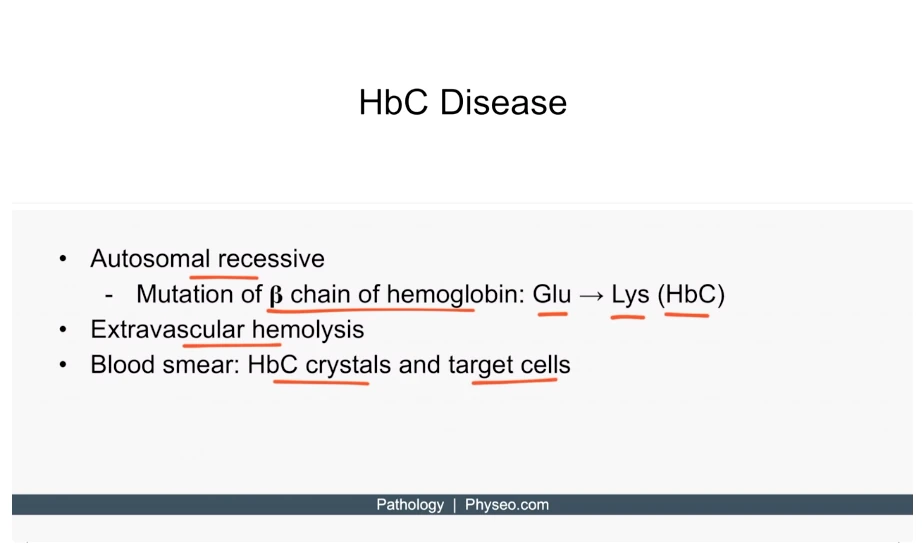 HbC Disease
• Autosomal recessive
- Mutation of β chain of hemoglobin: Glu → Lys (HbC)
• Extravascular hemolysis
• Blood smear: HbC crystals and target cells
Pathology | Physeo.com